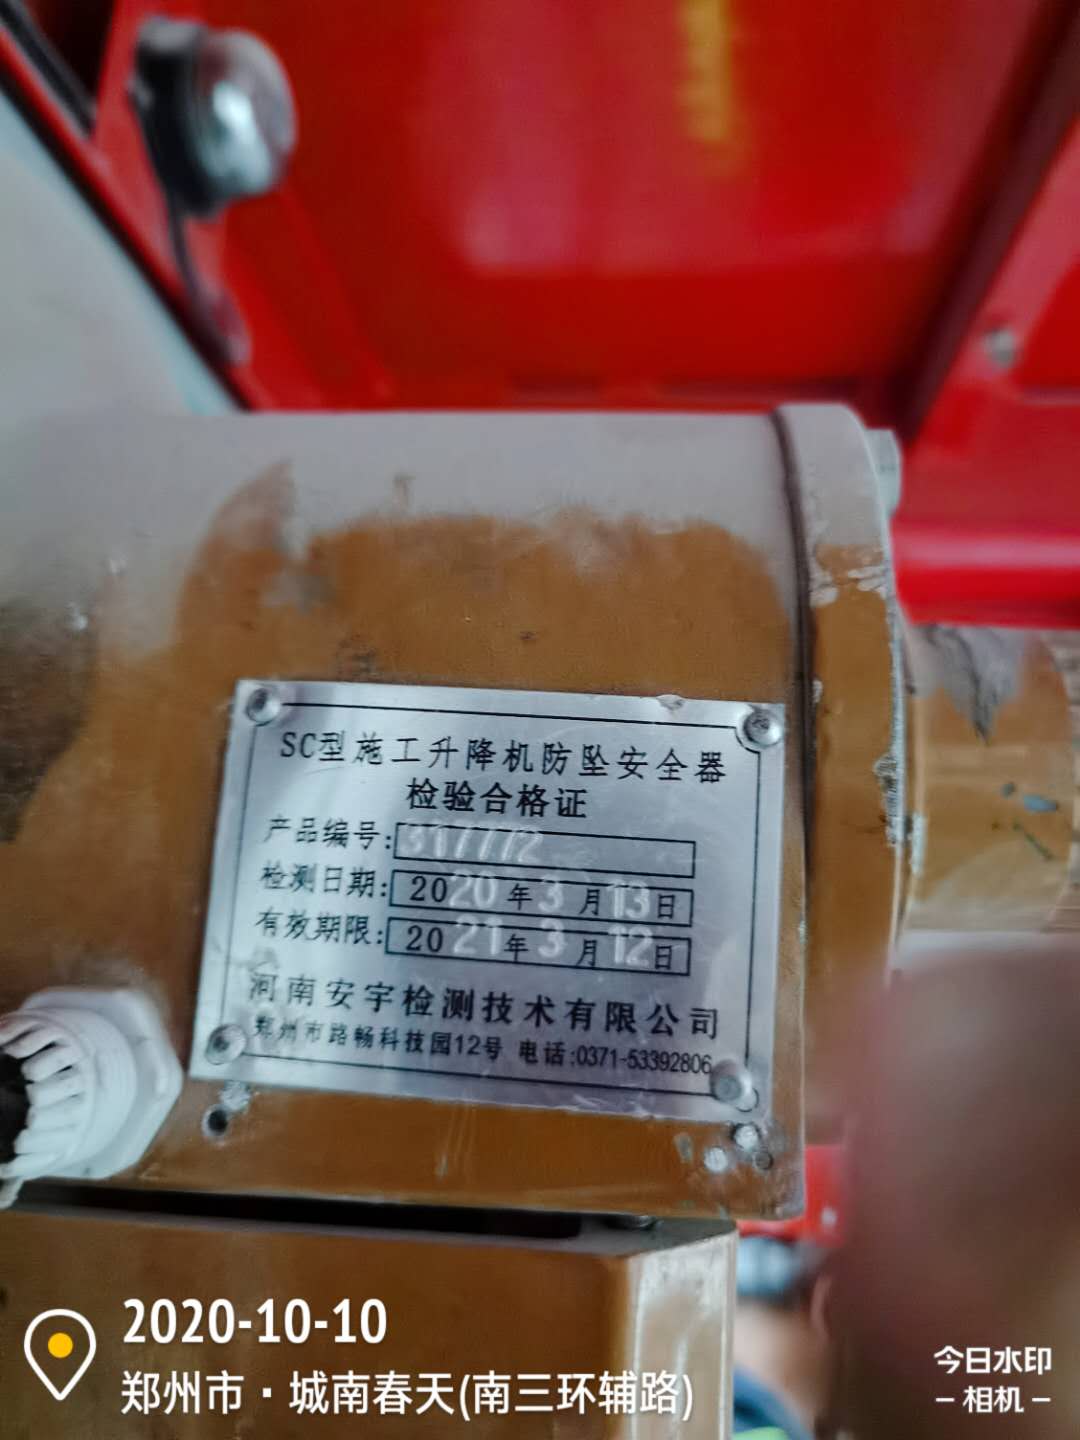 SC型施工升降机防坠安全器
检验合格证
产品编号: 317772
检测日期: 2020年3月13日
有效期限: 2021年3月12日
河南安宇检测技术有限公司
郑州市路畅科技园12号 电话:0371-53392806
2020-10-10
郑州市·城南春天(南三环辅路)
今日水印
-相机-